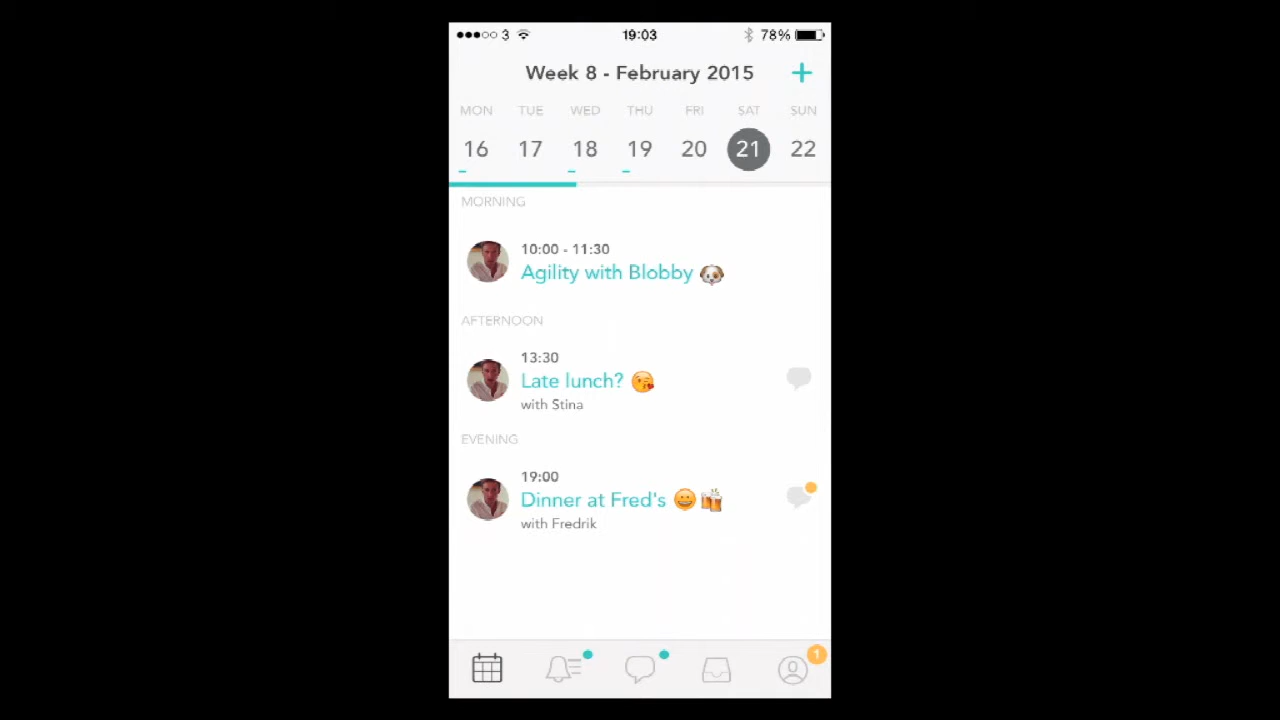 3 19:03 78%
Week 8 - February 2015 +
MON TUE WED THU FRI SAT SUN
16 17 18 19 20 21 22
MORNING
10:00 - 11:30
Agility with Blobby 🐶
AFTERNOON
13:30
Late lunch? 😘
with Stina
EVENING
19:00
Dinner at Fred's 😀🍻
with Fredrik
1